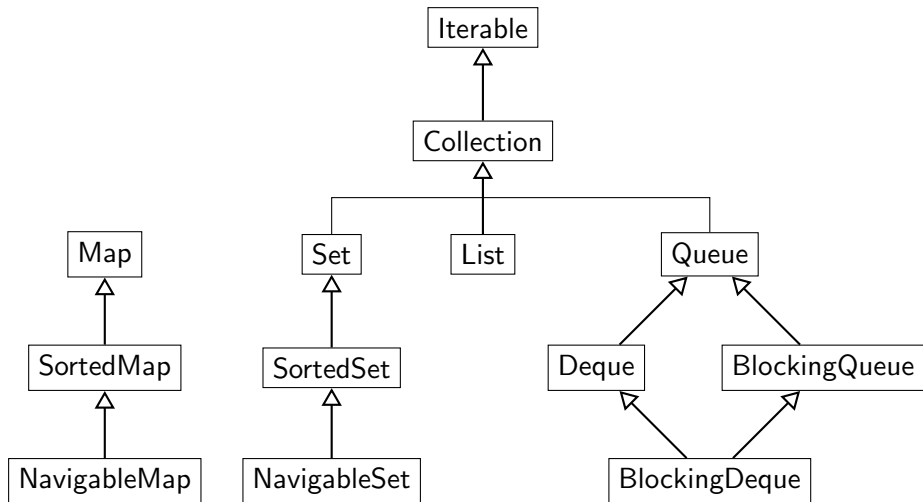 Iterable
Collection
Map
Set
List
Queue
SortedMap
SortedSet
Deque
BlockingQueue
NavigableMap
NavigableSet
BlockingDeque